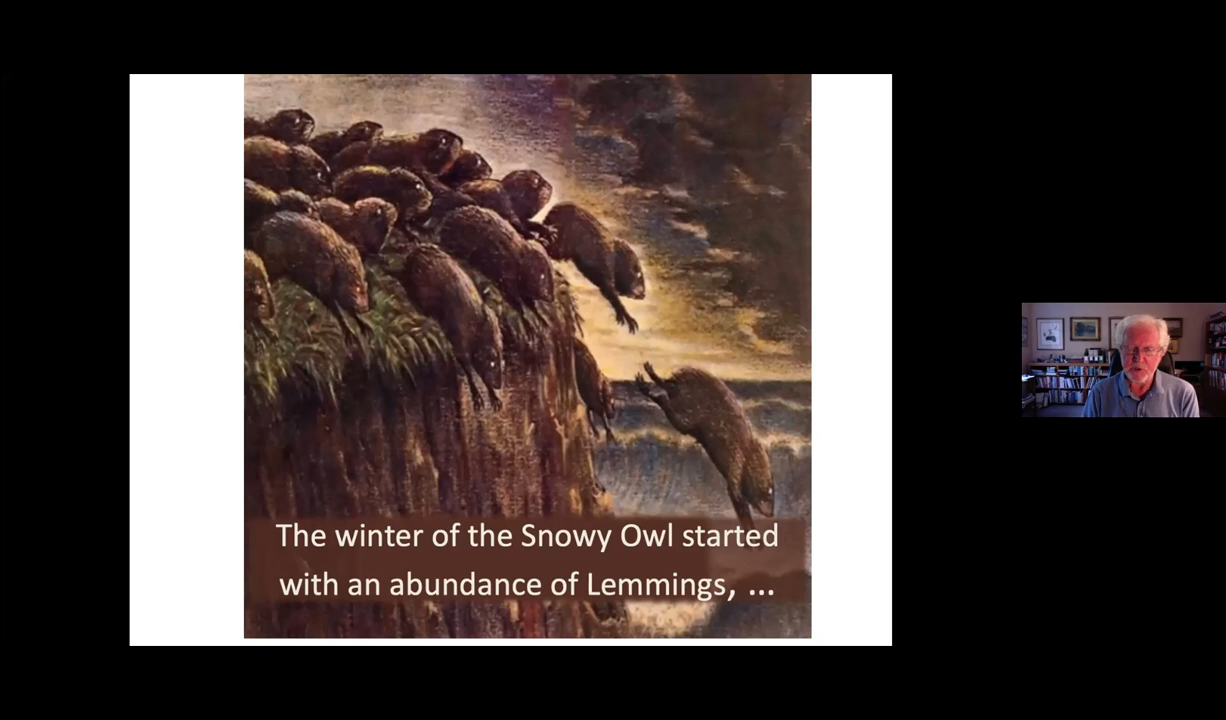 The winter of the Snowy Owl started
with an abundance of Lemmings, ...